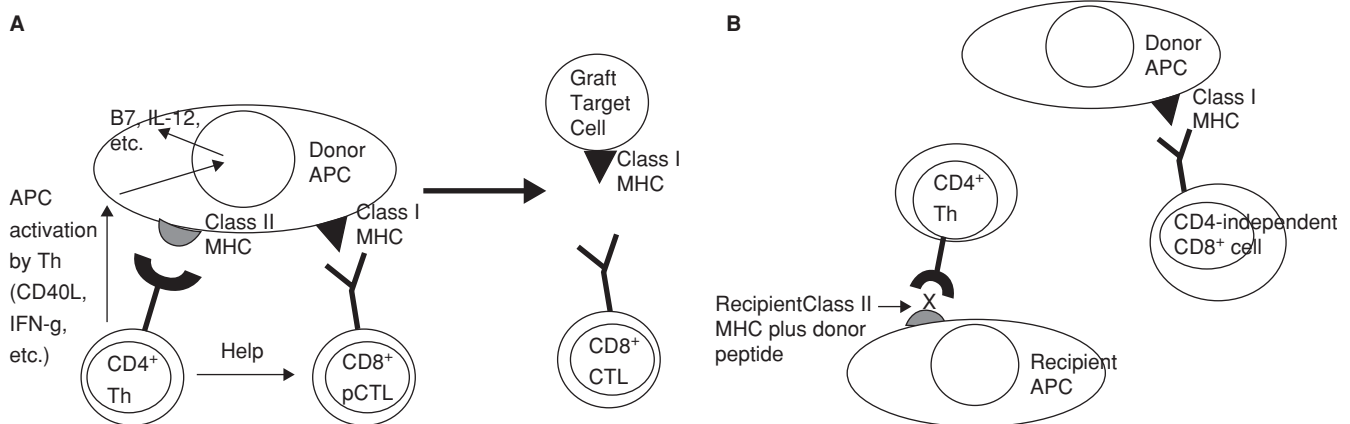 A
B7, IL-12,
etc.
Donor
APC
APC
activation
by Th
(CD40L,
IFN-g,
etc.)
Class II
MHC
Class I
MHC
CD4+
Th
Help
CD8+
pCTL
Graft
Target
Cell
Class I
MHC
CD8+
CTL
B
Donor
APC
Class I
MHC
CD4+
Th
CD4-independent
CD8+ cell
RecipientClass II
MHC plus donor
peptide
X
Recipient
APC